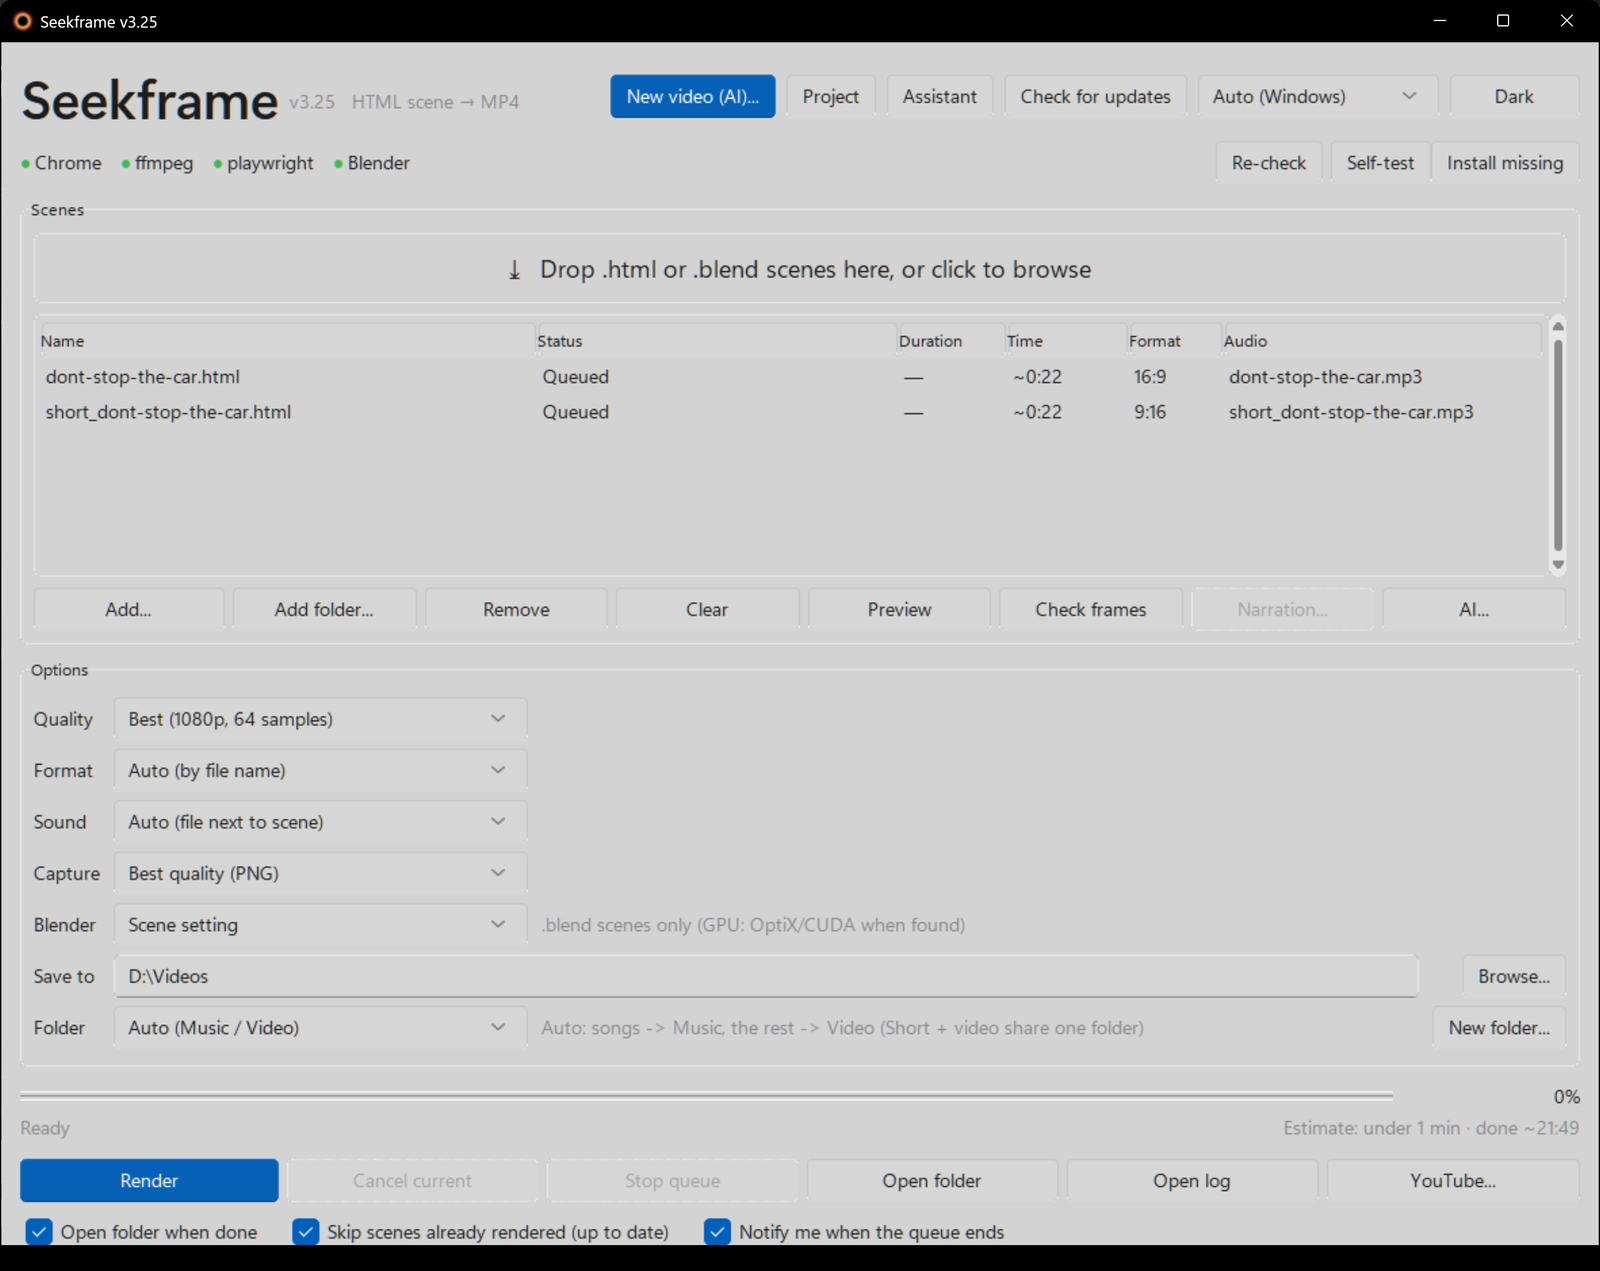 Seekframe v3.25
Seekframe v3.25 HTML scene → MP4 New video (AI)... Project Assistant Check for updates Auto (Windows) Dark
Chrome ffmpeg playwright Blender Re-check Self-test Install missing
Scenes
↓ Drop .html or .blend scenes here, or click to browse
Name Status Duration Time Format Audio
dont-stop-the-car.html Queued — ~0:22 16:9 dont-stop-the-car.mp3
short_dont-stop-the-car.html Queued — ~0:22 9:16 short_dont-stop-the-car.mp3
Add... Add folder... Remove Clear Preview Check frames Narration... AI...
Options
Quality Best (1080p, 64 samples)
Format Auto (by file name)
Sound Auto (file next to scene)
Capture Best quality (PNG)
Blender Scene setting .blend scenes only (GPU: OptiX/CUDA when found)
Save to D:\Videos Browse...
Folder Auto (Music / Video) Auto: songs -> Music, the rest -> Video (Short + video share one folder) New folder...
0%
Ready Estimate: under 1 min · done ~21:49
Render Cancel current Stop queue Open folder Open log YouTube...
Open folder when done Skip scenes already rendered (up to date) Notify me when the queue ends